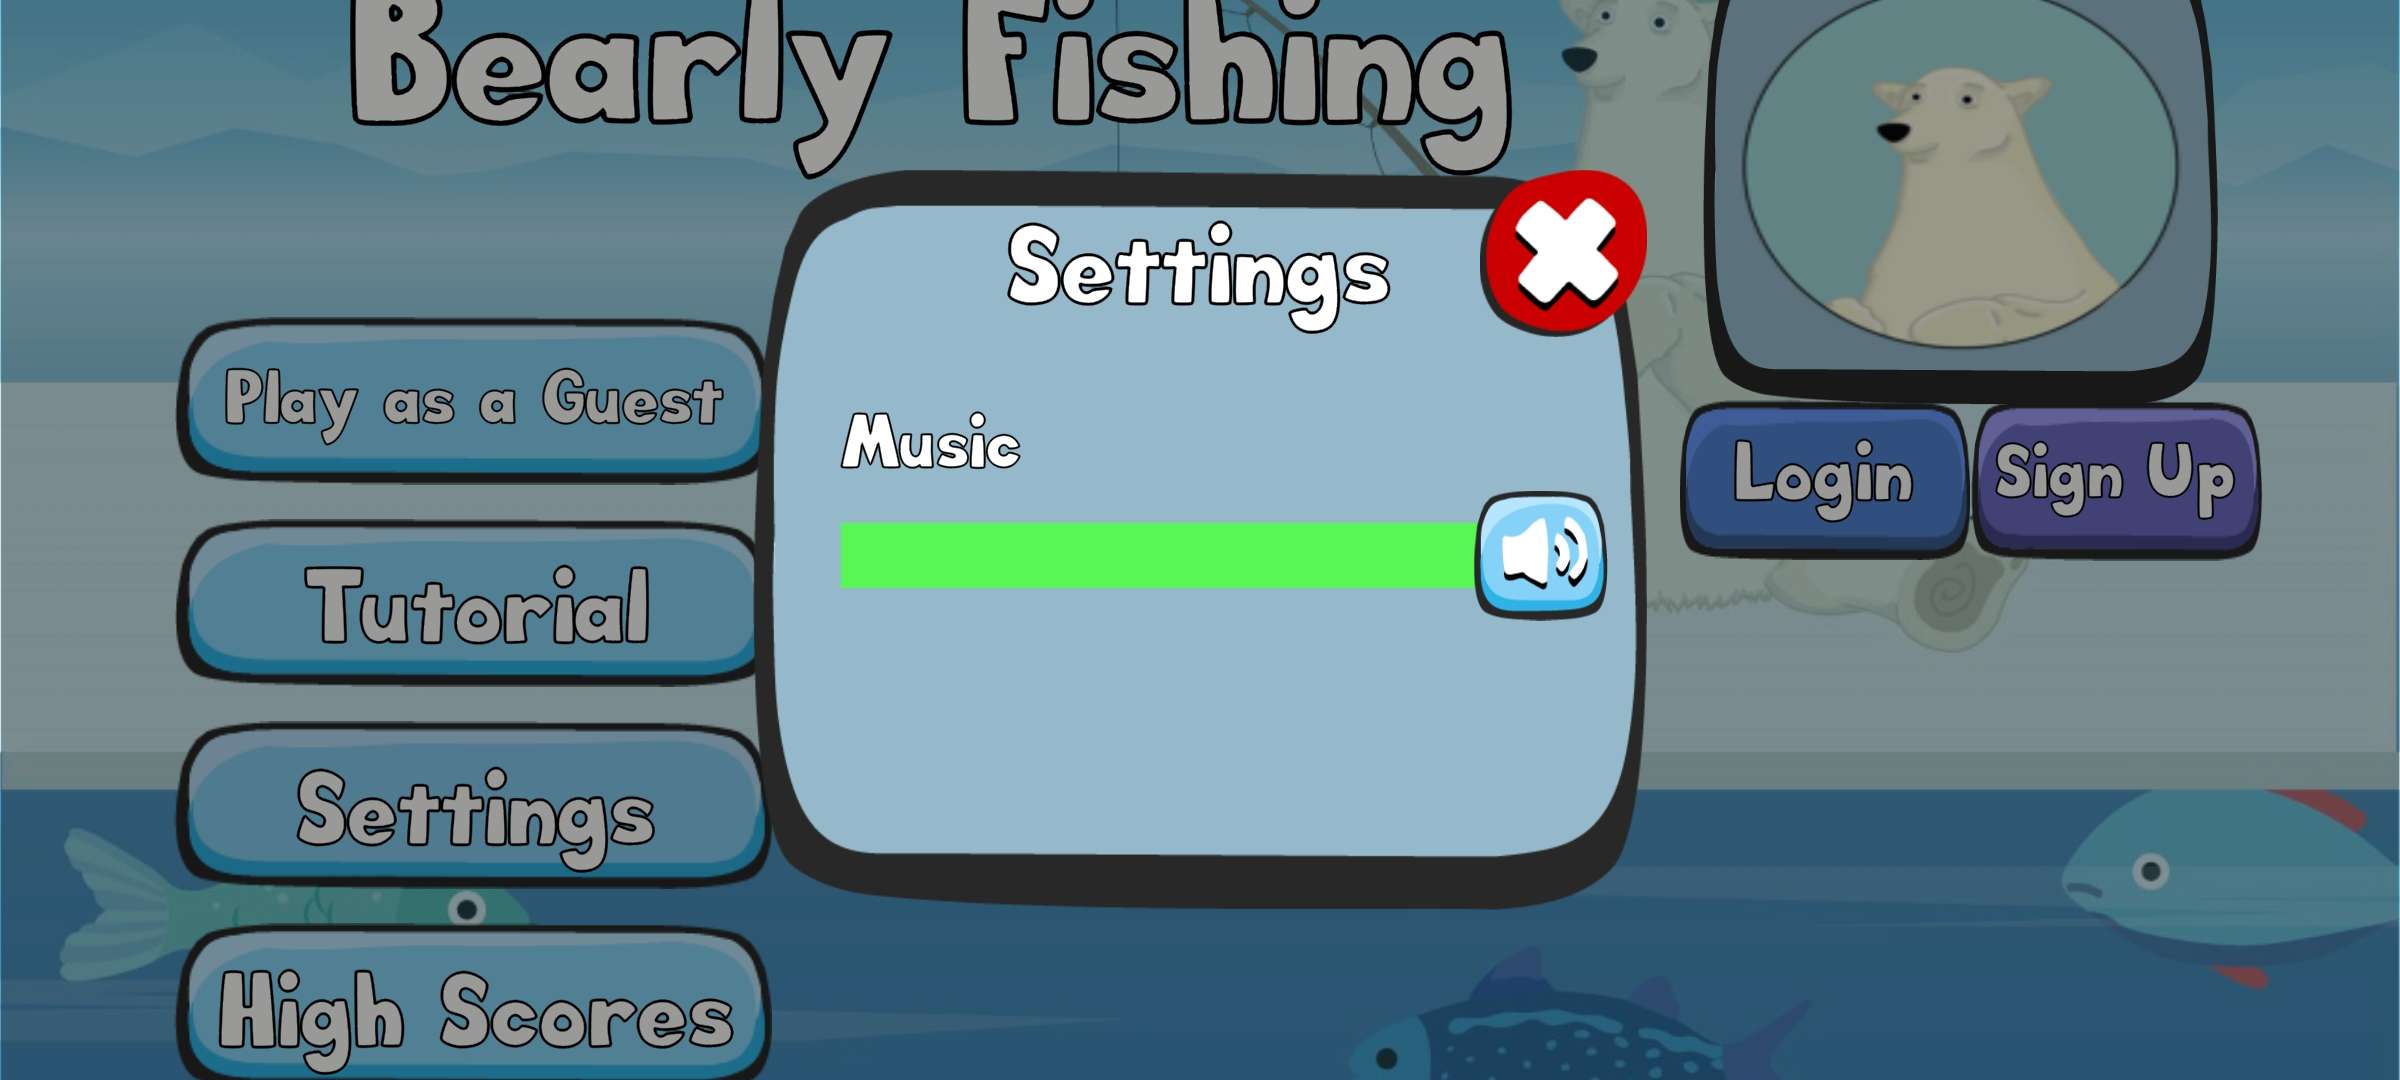 Bearly Fishing
Settings
Music
Play as a Guest
Tutorial
Settings
High Scores
Login
Sign Up